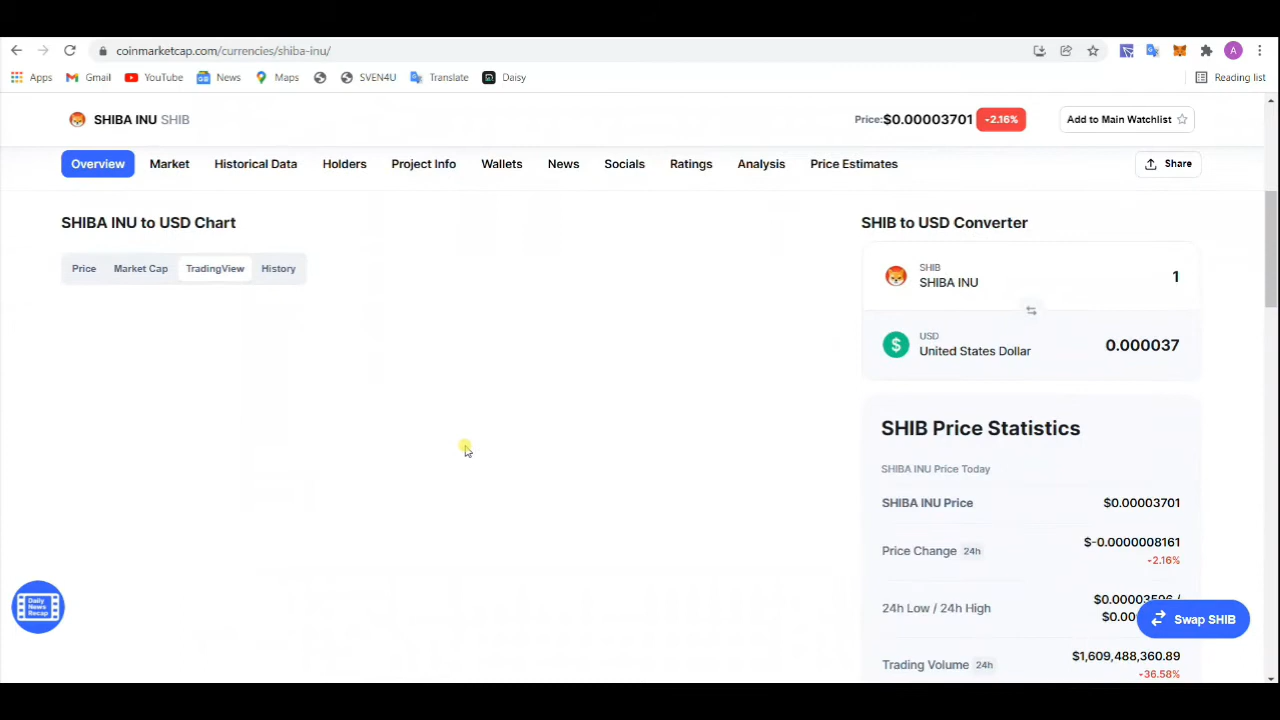 coinmarketcap.com/currencies/shiba-inu/
Apps Gmail YouTube News Maps SVEN4U Translate Daisy Reading list
SHIBA INU SHIB Price:$0.00003701 -2.16% Add to Main Watchlist
Overview Market Historical Data Holders Project Info Wallets News Socials Ratings Analysis Price Estimates Share
SHIBA INU to USD Chart
Price Market Cap TradingView History
SHIB to USD Converter
SHIB
SHIBA INU 1
USD
United States Dollar 0.000037
SHIB Price Statistics
SHIBA INU Price Today
SHIBA INU Price $0.00003701
Price Change 24h $-0.0000008161
-2.16%
24h Low / 24h High
$0.00
Trading Volume 24h $1,609,488,360.89
-36.58%
Swap SHIB
Daily
News
Recap
A